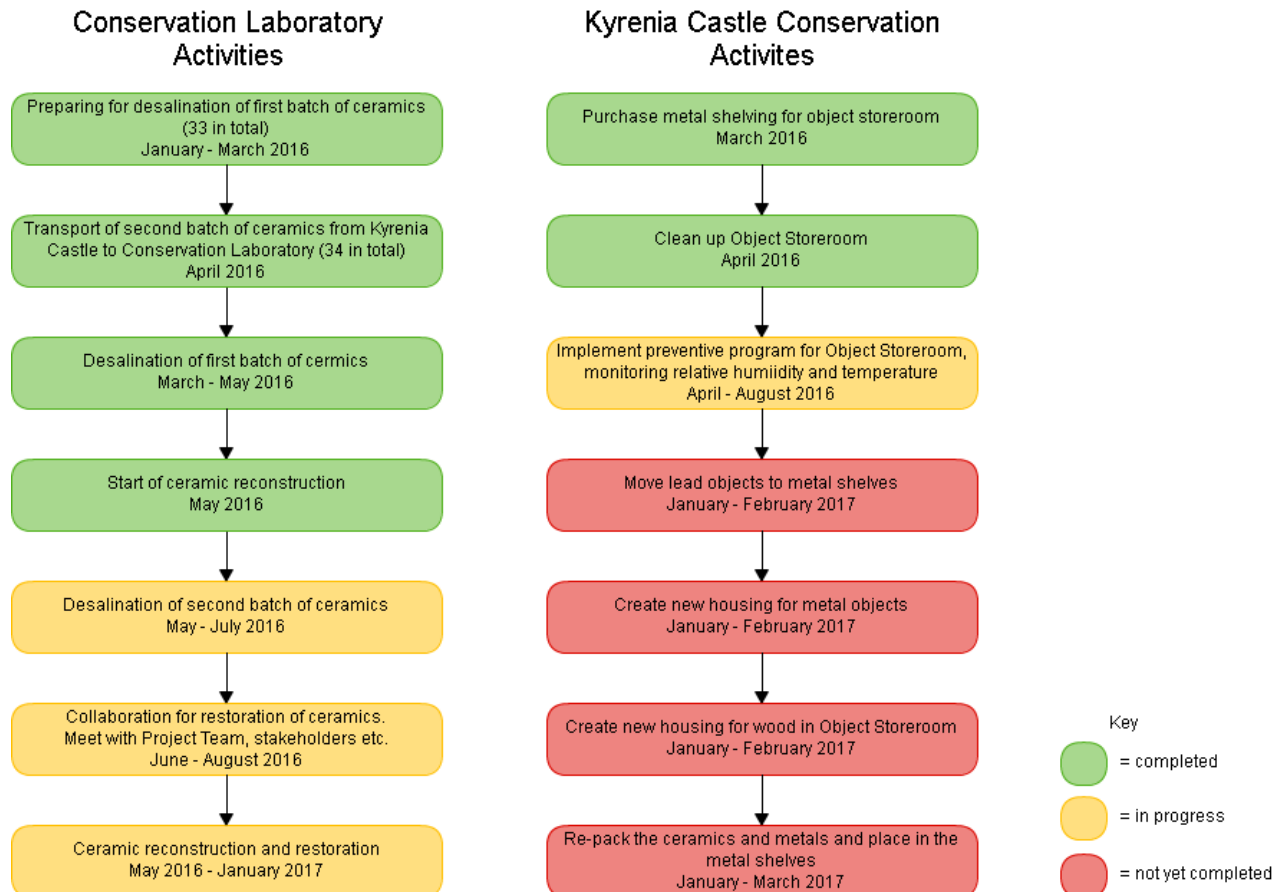 Conservation Laboratory
Activities
Preparing for desalination of first batch of ceramics
(33 in total)
January - March 2016
Transport of second batch of ceramics from Kyrenia
Castle to Conservation Laboratory (34 in total)
April 2016
Desalination of first batch of cermics
March - May 2016
Start of ceramic reconstruction
May 2016
Desalination of second batch of ceramics
May - July 2016
Collaboration for restoration of ceramics.
Meet with Project Team, stakeholders etc.
June - August 2016
Ceramic reconstruction and restoration
May 2016 - January 2017
Kyrenia Castle Conservation
Activites
Purchase metal shelving for object storeroom
March 2016
Clean up Object Storeroom
April 2016
Implement preventive program for Object Storeroom,
monitoring relative humiidity and temperature
April - August 2016
Move lead objects to metal shelves
January - February 2017
Create new housing for metal objects
January - February 2017
Create new housing for wood in Object Storeroom
January - February 2017
Re-pack the ceramics and metals and place in the
metal shelves
January - March 2017
Key
= completed
= in progress
= not yet completed